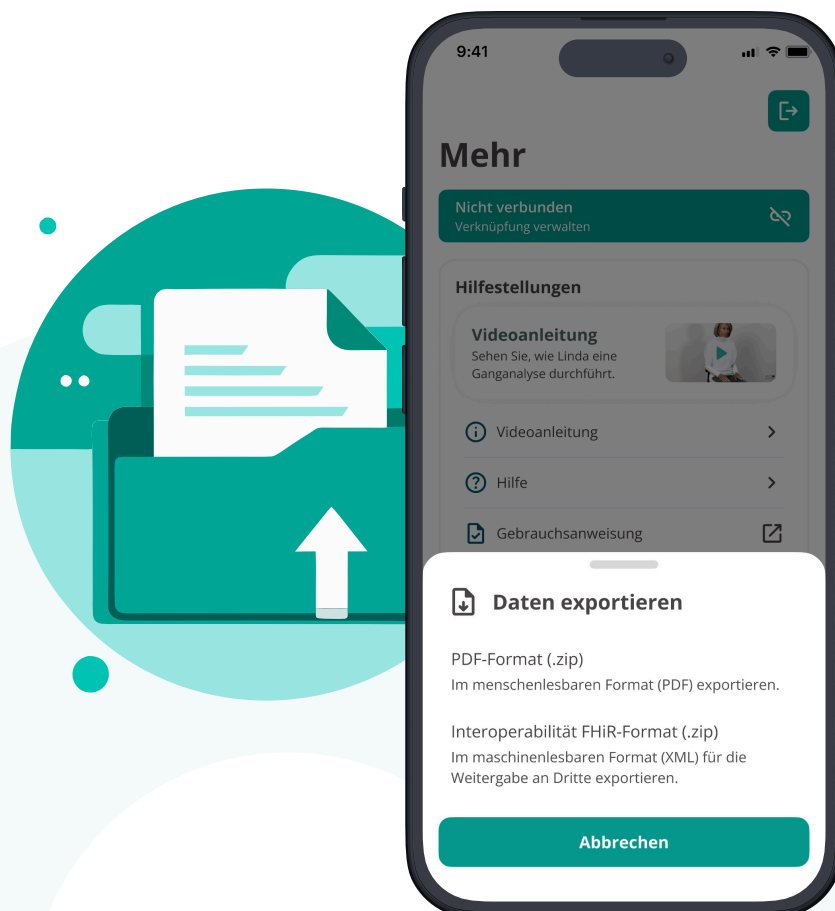 9:41
Mehr
Nicht verbunden
Verknüpfung verwalten
Hilfestellungen
Videoanleitung
Sehen Sie, wie Linda eine
Ganganalyse durchführt.
Videoanleitung
Hilfe
Gebrauchsanweisung
Daten exportieren
PDF-Format (.zip)
Im menschenlesbaren Format (PDF) exportieren.
Interoperabilität FHiR-Format (.zip)
Im maschinenlesbaren Format (XML) für die
Weitergabe an Dritte exportieren.
Abbrechen